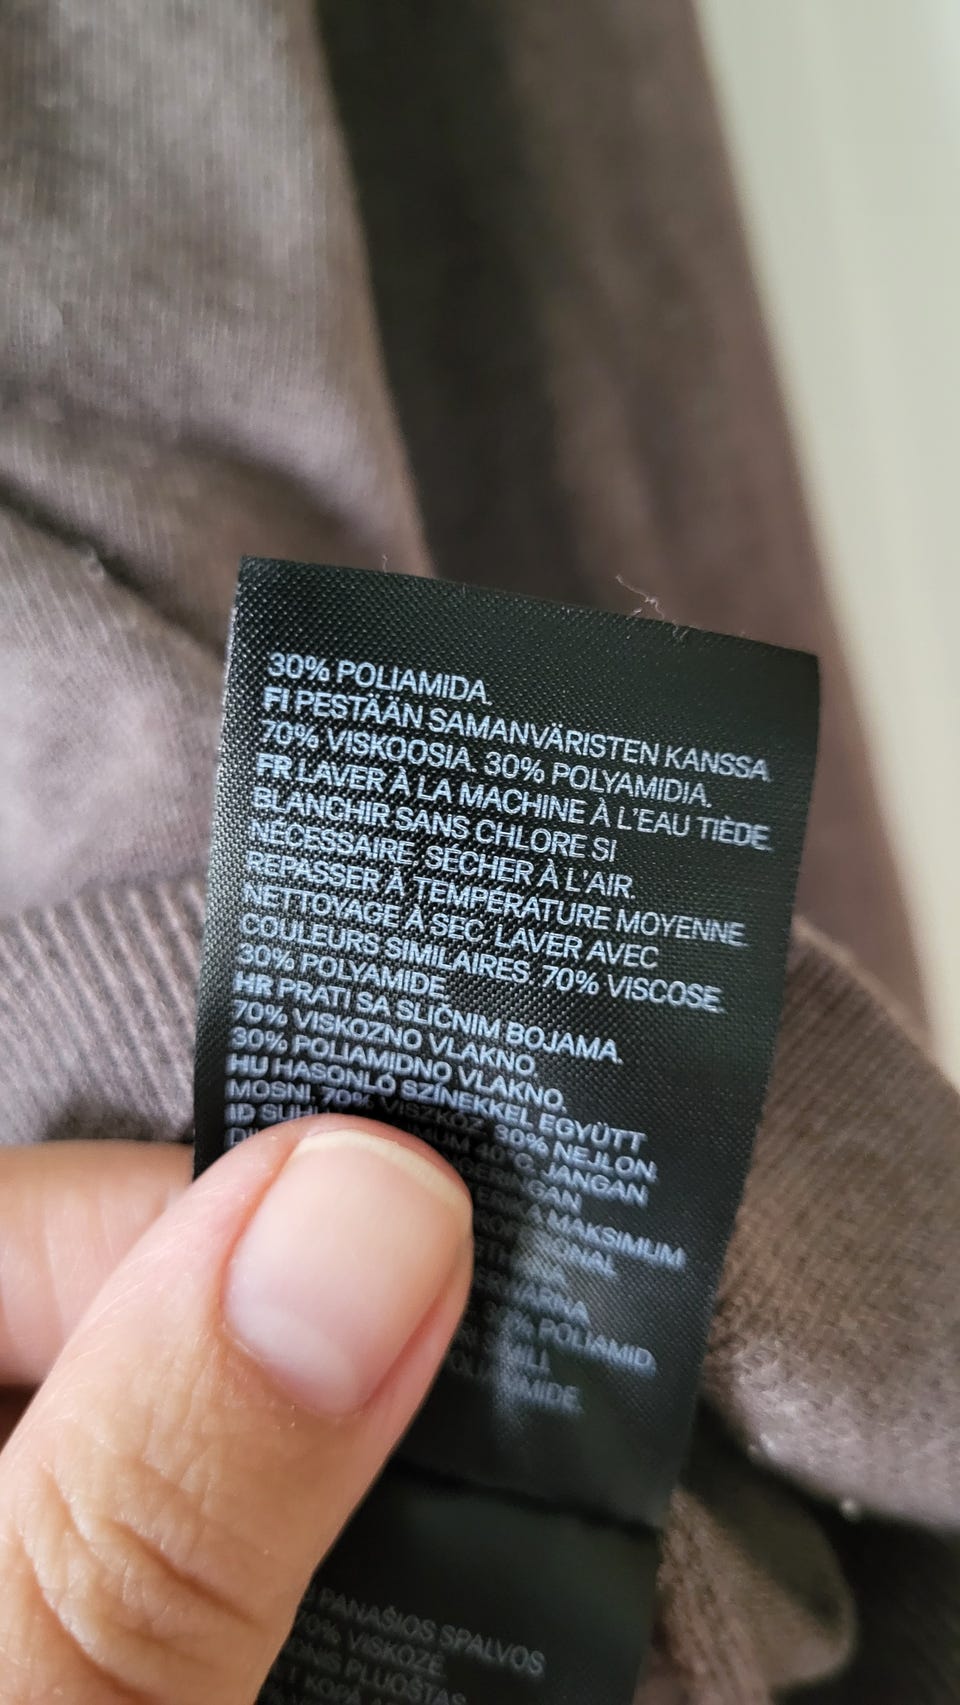 30% POLIAMIDA.
FI PESTÄÄN SAMANVÄRISTEN KANSSA.
70% VISKOOSIA. 30% POLYAMIDIA.
FR LAVER À LA MACHINE À L'EAU TIÈDE.
BLANCHIR SANS CHLORE SI
NÉCESSAIRE. SÉCHER À L'AIR.
REPASSER À TEMPÉRATURE MOYENNE.
NETTOYAGE À SEC. LAVER AVEC
COULEURS SIMILAIRES. 70% VISCOSE.
30% POLYAMIDE.
HR PRATI SA SLIČNIM BOJAMA.
70% VISKOZNO VLAKNO.
30% POLIAMIDNO VLAKNO.
HU HASONLÓ SZÍNEKKEL EGYÜTT
MOSNI. 70% VISZKÓZ. 30% NEJLON.
ID
40°C. JANGAN
MAKSIMUM
30% POLIAMID.
PANAŠIOS SPALVOS
70% VISKOZĖ.
PLUOŠTAS